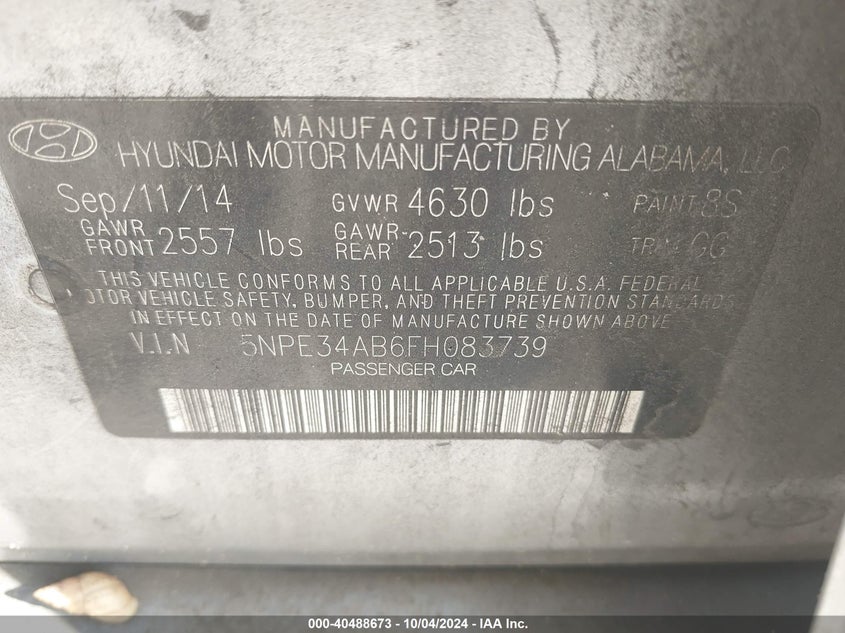 MANUFACTURED BY
HYUNDAI MOTOR MANUFACTURING ALABAMA, LLC
Sep/11/14 GVWR 4630 lbs PAINT 8S
GAWR FRONT 2557 lbs GAWR REAR 2513 lbs TRIM
THIS VEHICLE CONFORMS TO ALL APPLICABLE U.S.A. FEDERAL
MOTOR VEHICLE SAFETY, BUMPER, AND THEFT PREVENTION STANDARDS
IN EFFECT ON THE DATE OF MANUFACTURE SHOWN ABOVE
V.I.N 5NPE34AB6FH083739
PASSENGER CAR
000-40488673 - 10/04/2024 - IAA Inc.